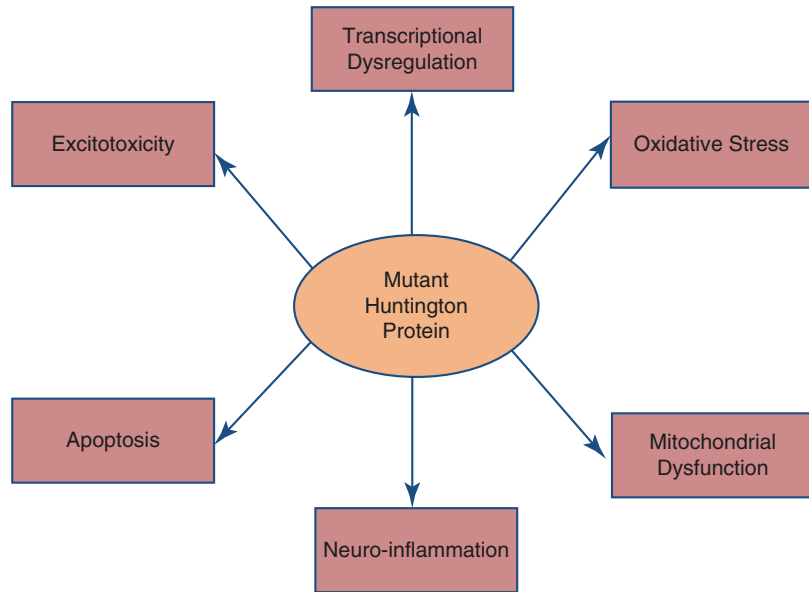 Transcriptional
Dysregulation
Excitotoxicity
Oxidative Stress
Mutant
Huntington
Protein
Apoptosis
Mitochondrial
Dysfunction
Neuro-inflammation